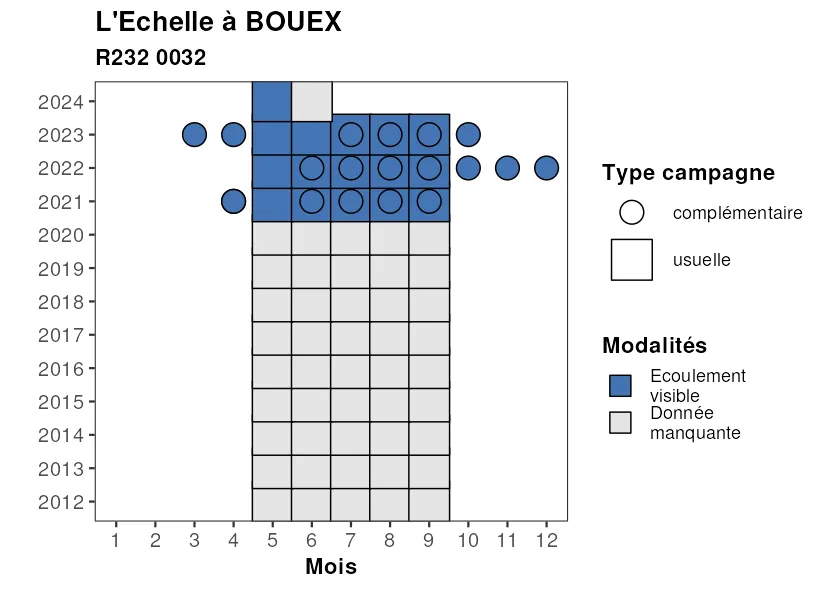 L'Echelle à BOUEX
R232 0032
2024
2023
2022
2021
2020
2019
2018
2017
2016
2015
2014
2013
2012
1 2 3 4 5 6 7 8 9 10 11 12
Mois
Type campagne
complémentaire
usuelle
Modalités
Ecoulement
visible
Donnée
manquante